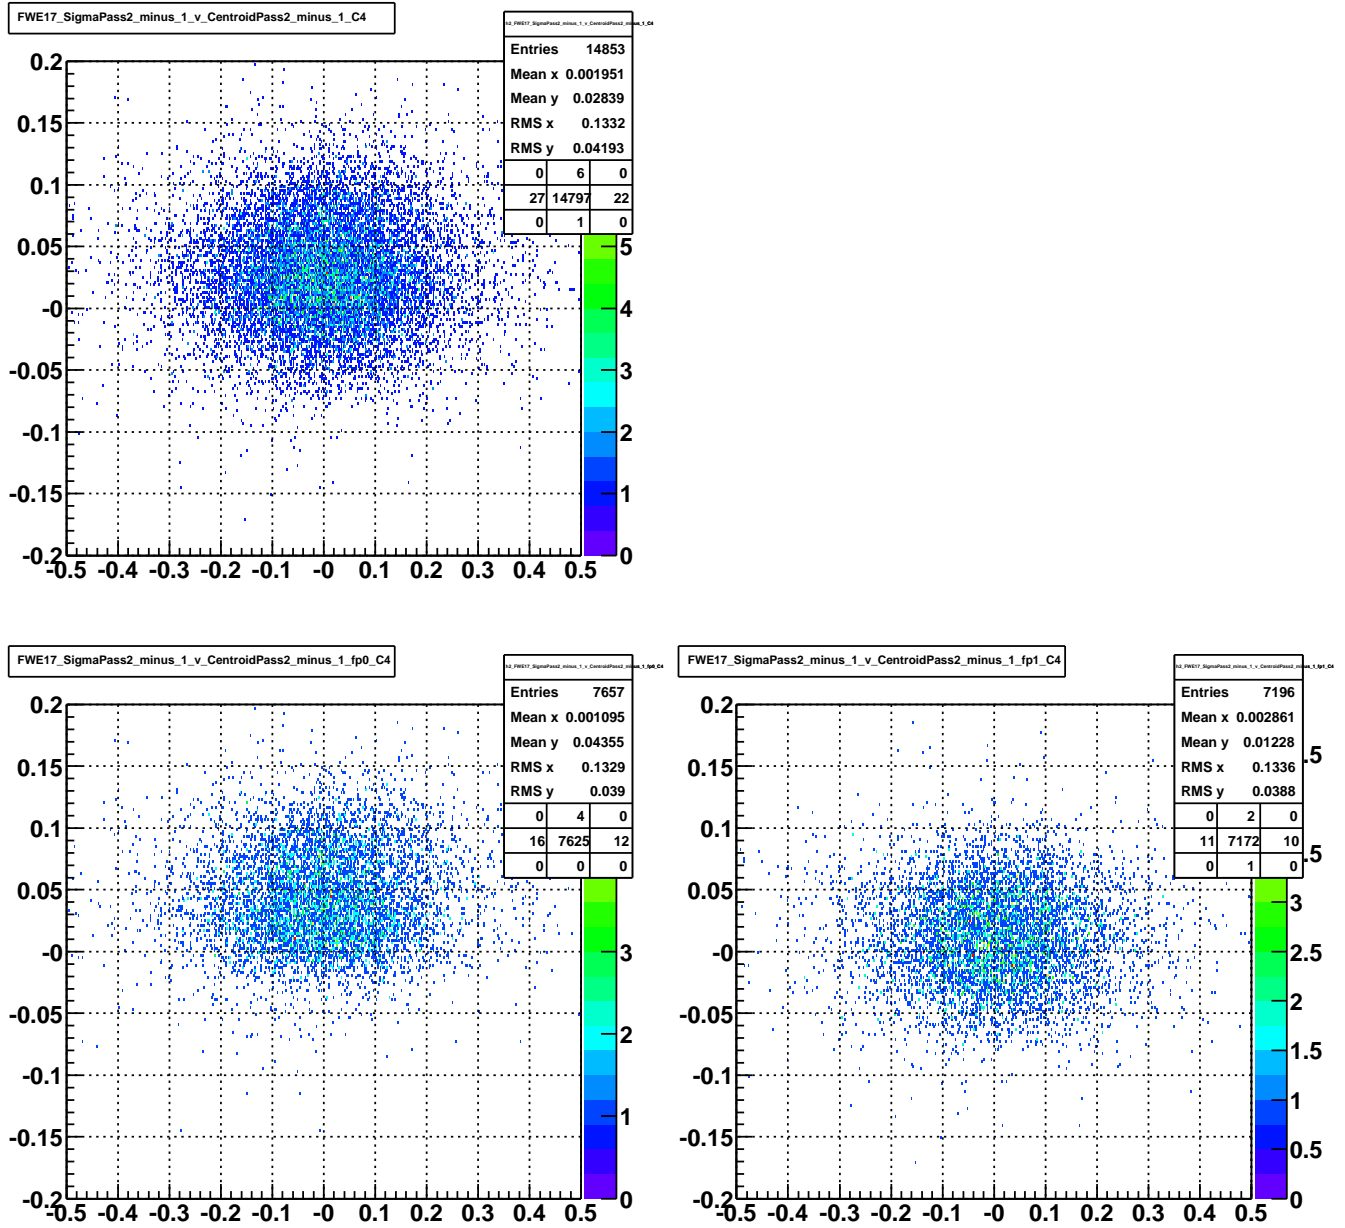 FWE17_SigmaPass2_minus_1_v_CentroidPass2_minus_1_C4
h2_FWE17_SigmaPass2_minus_1_v_CentroidPass2_minus_1_C4
Entries 14853
Mean x 0.001951
Mean y 0.02839
RMS x 0.1332
RMS y 0.04193
0 6 0
27 14797 22
0 1 0
0.2
0.15
0.1
0.05
-0
-0.05
-0.1
-0.15
-0.2
-0.5 -0.4 -0.3 -0.2 -0.1 -0 0.1 0.2 0.3 0.4 0.5
5
4
3
2
1
0
FWE17_SigmaPass2_minus_1_v_CentroidPass2_minus_1_fp0_C4
h2_FWE17_SigmaPass2_minus_1_v_CentroidPass2_minus_1_fp0_C4
Entries 7657
Mean x 0.001095
Mean y 0.04355
RMS x 0.1329
RMS y 0.039
0 4 0
16 7625 12
0 0 0
0.2
0.15
0.1
0.05
-0
-0.05
-0.1
-0.15
-0.2
-0.5 -0.4 -0.3 -0.2 -0.1 -0 0.1 0.2 0.3 0.4 0.5
3
2
1
0
FWE17_SigmaPass2_minus_1_v_CentroidPass2_minus_1_fp1_C4
h2_FWE17_SigmaPass2_minus_1_v_CentroidPass2_minus_1_fp1_C4
Entries 7196
Mean x 0.002861
Mean y 0.01228
RMS x 0.1336
RMS y 0.0388
0 2 0
11 7172 10
0 1 0
0.2
0.15
0.1
0.05
-0
-0.05
-0.1
-0.15
-0.2
-0.5 -0.4 -0.3 -0.2 -0.1 -0 0.1 0.2 0.3 0.4 0.5
.5
.5
3
2.5
2
1.5
1
0.5
0